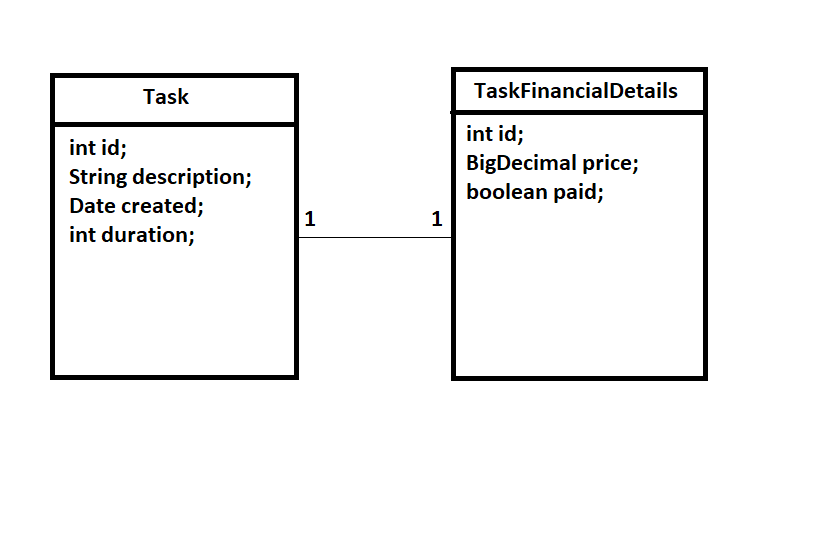 Task
int id;
String description;
Date created;
int duration;
1
1
TaskFinancialDetails
int id;
BigDecimal price;
boolean paid;